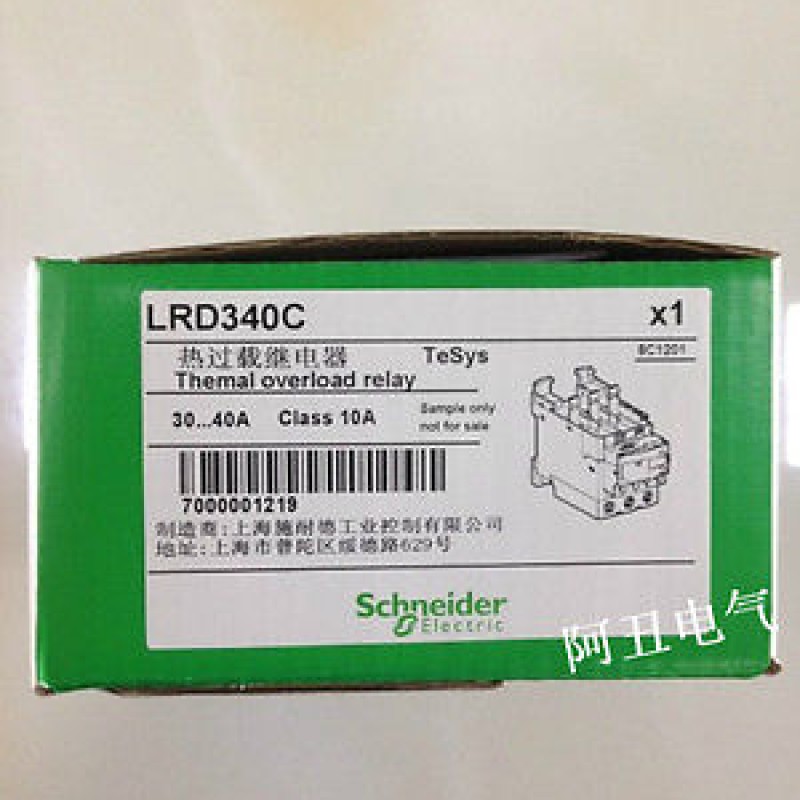 LRD340C x1
热过载继电器 TeSys 8C1201
Themal overload relay
30...40A Class 10A Sample only
not for sale
7000001219
制造商:上海施耐德工业控制有限公司
地址:上海市普陀区绥德路629号
Schneider
Electric
阿丑电气